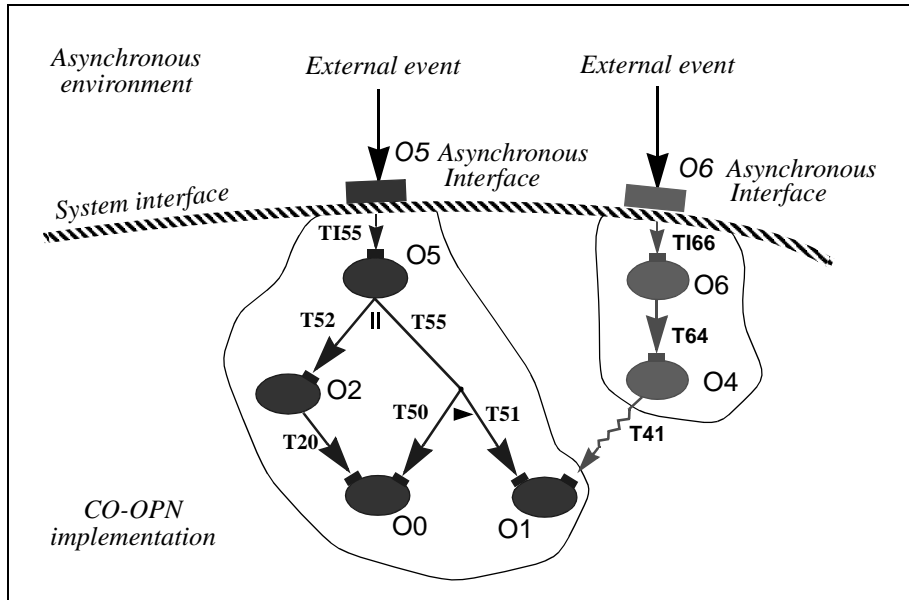 Asynchronous
environment
External event
External event
O5
Asynchronous
Interface
O6
Asynchronous
Interface
System interface
TI55
O5
TI66
O6
T52
II
T55
T64
O2
O4
T50
T51
T41
T20
O0
O1
CO-OPN
implementation